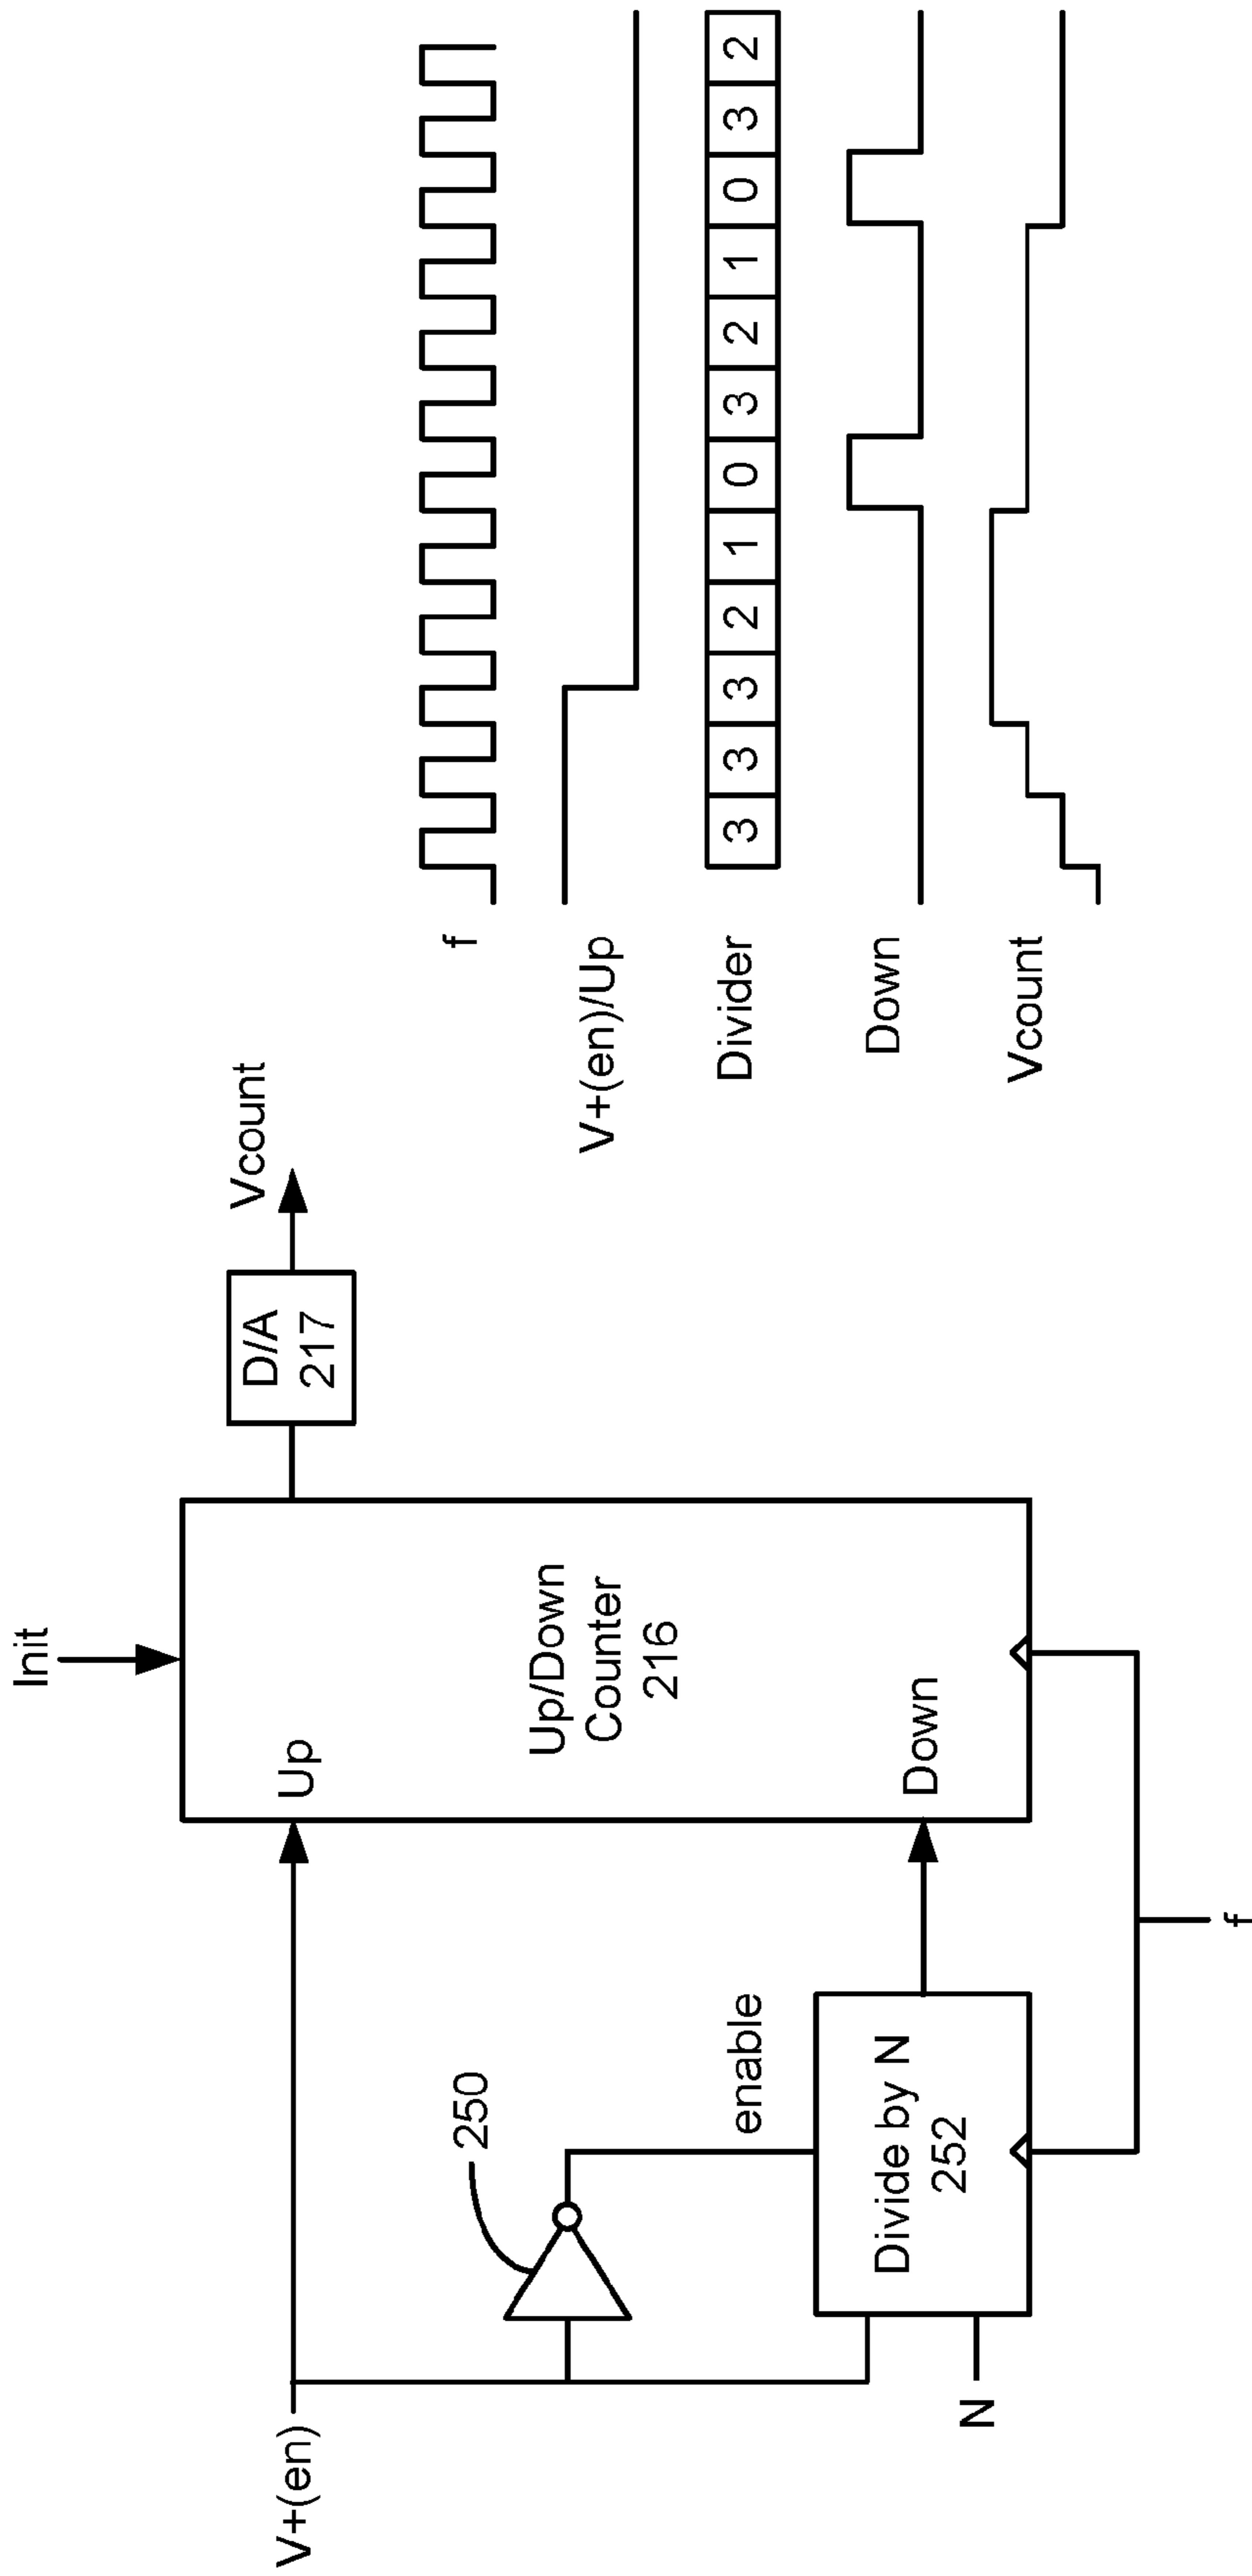 Init
V+(en)
Up
Up/Down
Counter
216
Down
D/A
217
Vcount
250
enable
Divide by N
252
N
f
f
V+(en)/Up
Divider
3 3 3 2 1 0 3 2 1 0 3 2
Down
Vcount